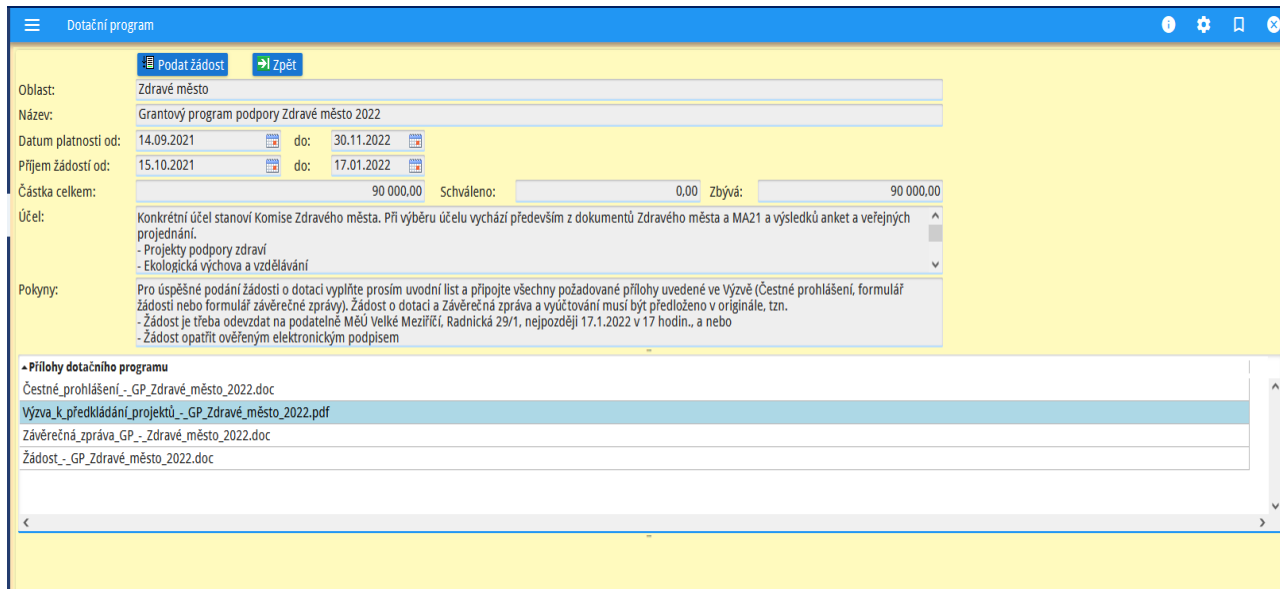 Dotační program
Podat žádost Zpět
Oblast: Zdravé město
Název: Grantový program podpory Zdravé město 2022
Datum platnosti od: 14.09.2021 do: 30.11.2022
Příjem žádostí od: 15.10.2021 do: 17.01.2022
Částka celkem: 90 000,00 Schváleno: 0,00 Zbývá: 90 000,00
Účel: Konkrétní účel stanoví Komise Zdravého města. Při výběru účelu vychází především z dokumentů Zdravého města a MA21 a výsledků anket a veřejných
projednání.
- Projekty podpory zdraví
- Ekologická výchova a vzdělávání
Pokyny: Pro úspěšné podání žádosti o dotaci vyplňte prosím uvodní list a připojte všechny požadované přílohy uvedené ve Výzvě (Čestné prohlášení, formulář
žádosti nebo formulář závěrečné zprávy). Žádost o dotaci a Závěrečná zpráva a vyúčtování musí být předloženo v originále, tzn.
- Žádost je třeba odevzdat na podatelně MěÚ Velké Meziříčí, Radnická 29/1, nejpozději 17.1.2022 v 17 hodin., a nebo
- Žádost opatřit ověřeným elektronickým podpisem
Přílohy dotačního programu
Čestné_prohlášení_-_GP_Zdravé_město_2022.doc
Výzva_k_předkládání_projektů_-_GP_Zdravé_město_2022.pdf
Závěrečná_zpráva_GP_-_Zdravé_město_2022.doc
Žádost_-_GP_Zdravé_město_2022.doc